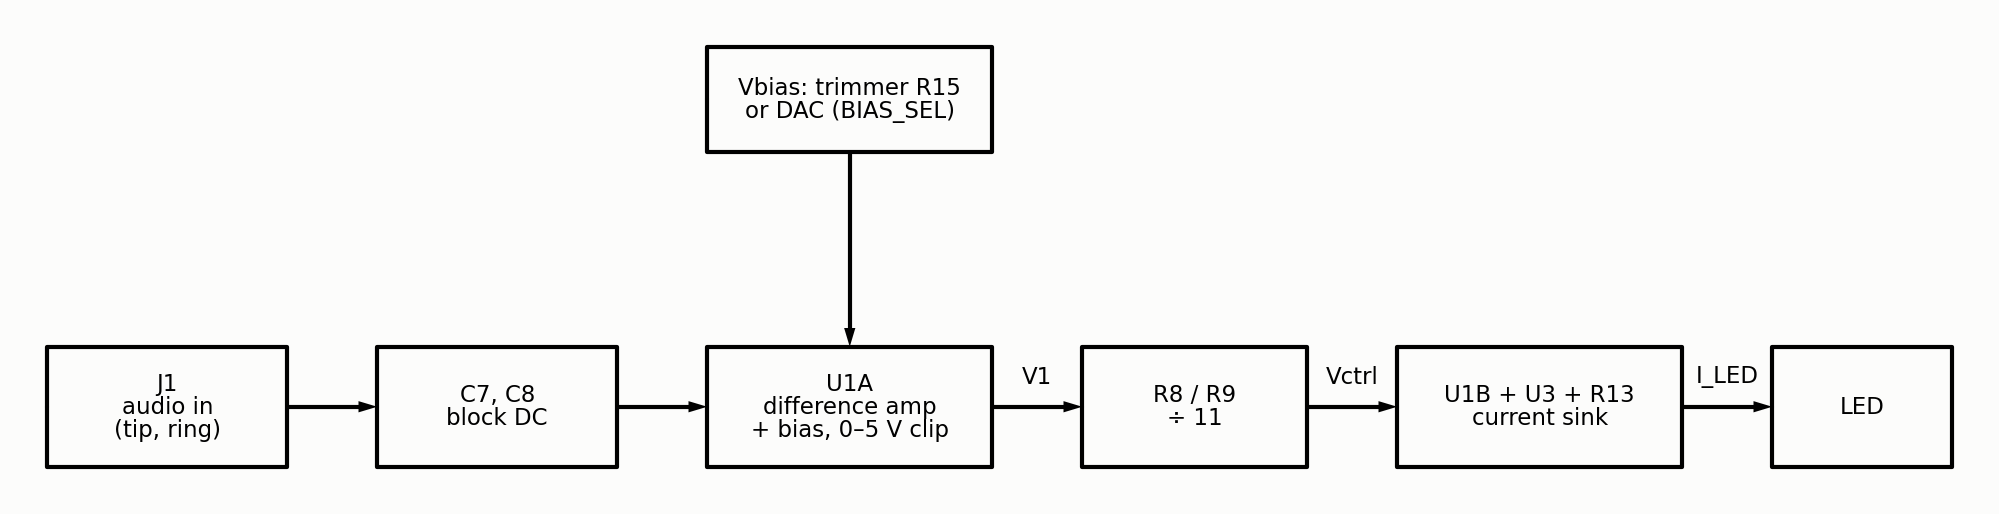 Vbias: trimmer R15
or DAC (BIAS_SEL)
J1
audio in
(tip, ring)
C7, C8
block DC
U1A
difference amp
+ bias, 0–5 V clip
V1
R8 / R9
÷ 11
Vctrl
U1B + U3 + R13
current sink
I_LED
LED